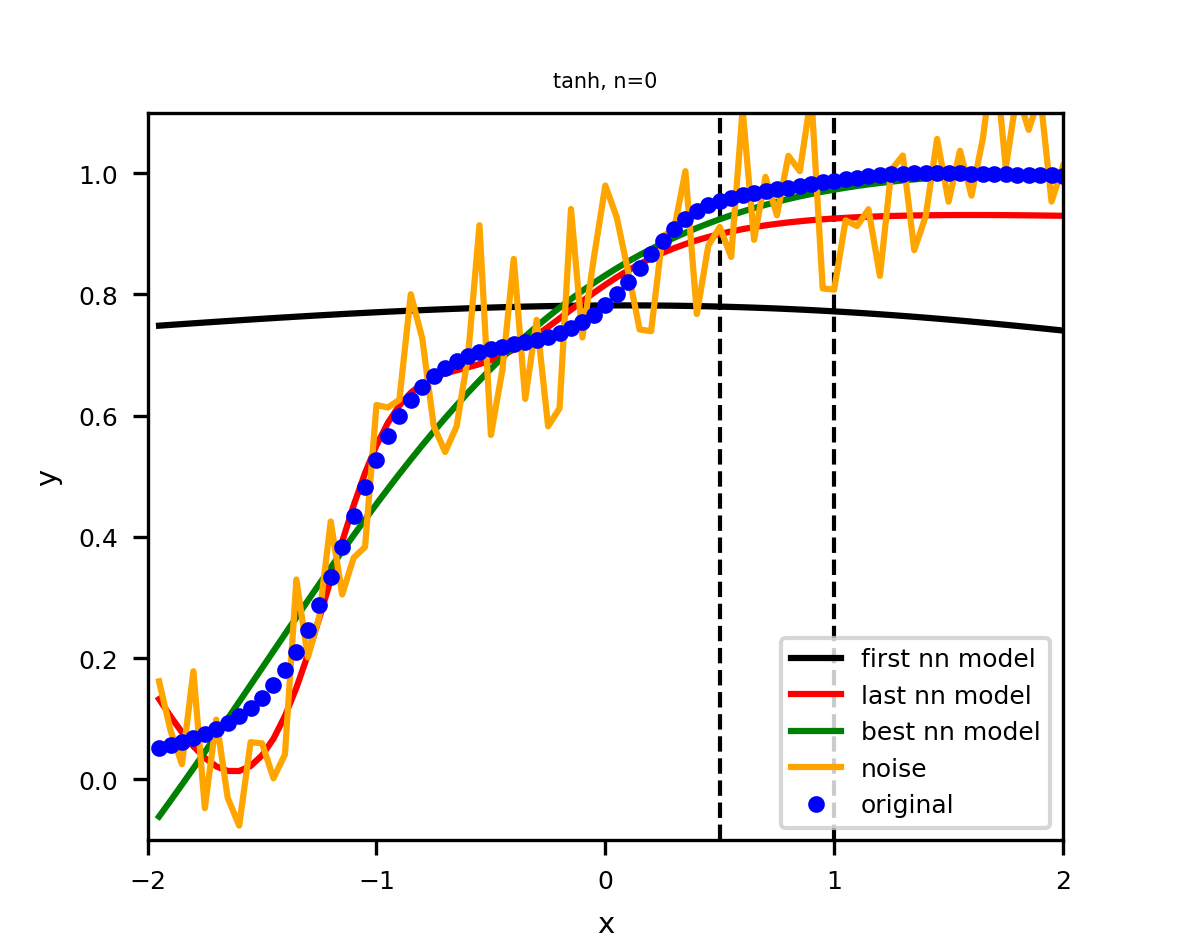 tanh, n=0
1.0
0.8
0.6
0.4
0.2
0.0
y
−2
−1
0
1
2
x
first nn model
last nn model
best nn model
noise
original